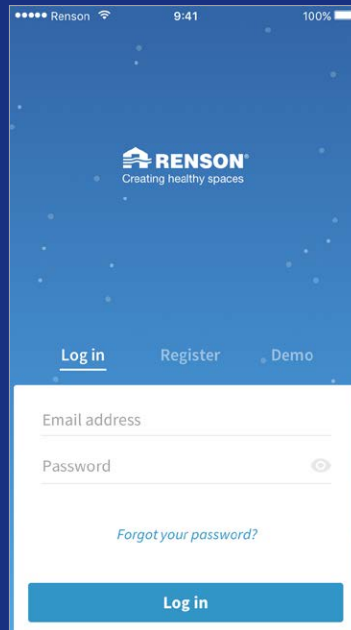 Renson 9:41 100%
RENSON®
Creating healthy spaces
Log in Register Demo
Email address
Password
Forgot your password?
Log in